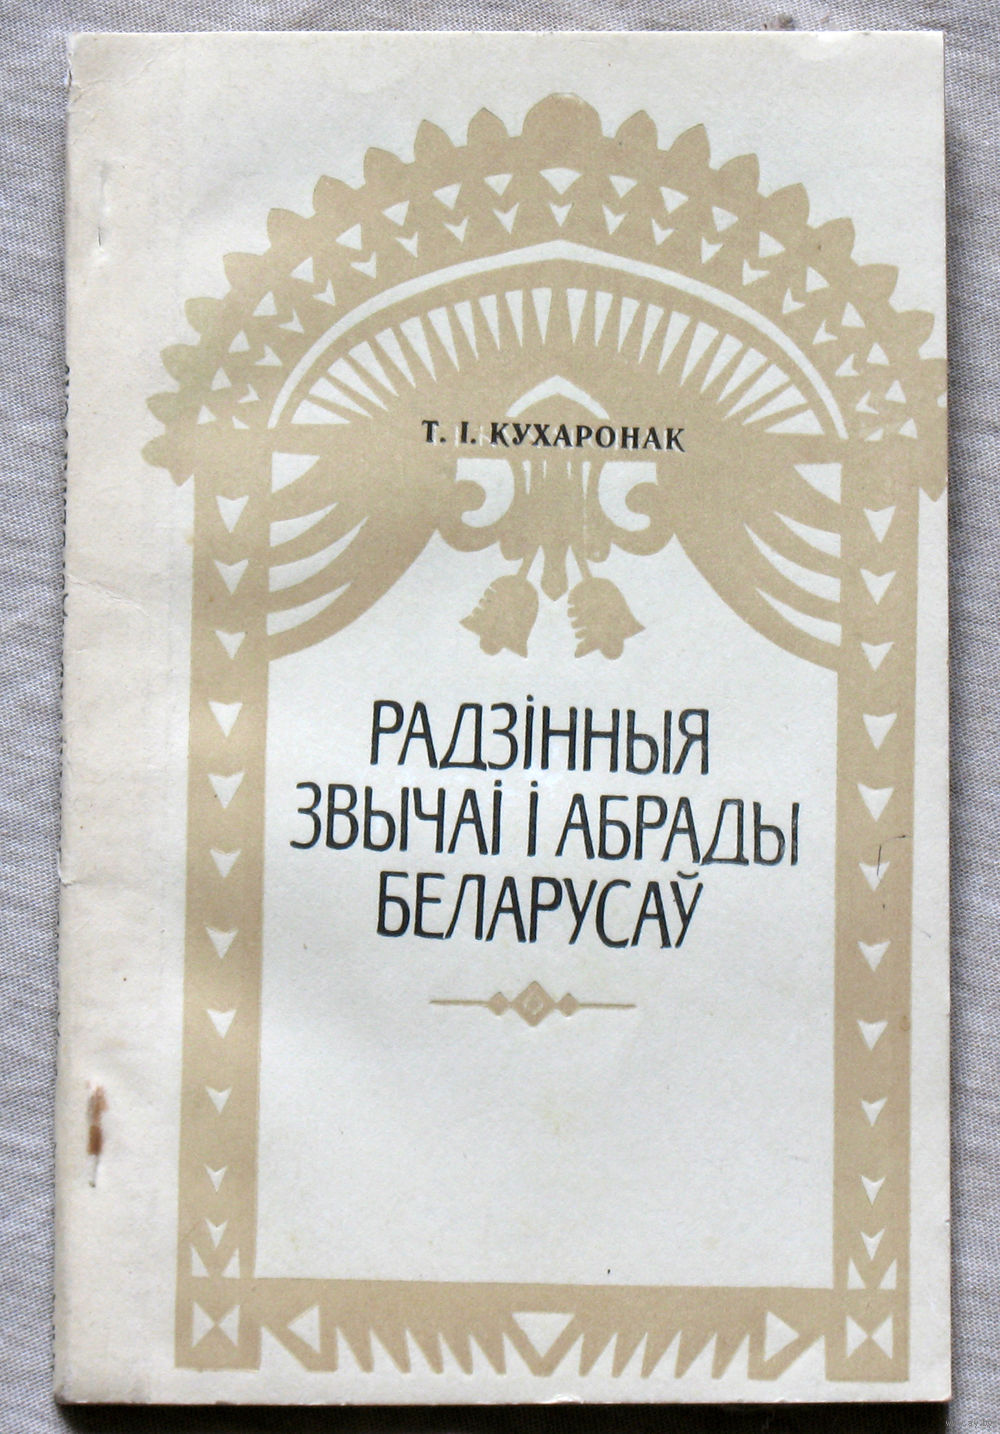 Т. І. КУХАРОНАК
РАДЗІННЫЯ
ЗВЫЧАІ І АБРАДЫ
БЕЛАРУСАЎ